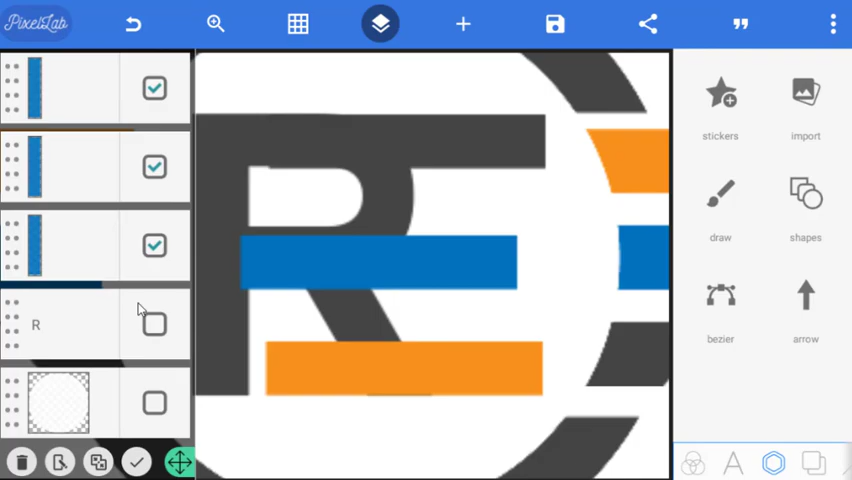 PixelLab
stickers
import
draw
shapes
R
R
bezier
arrow
A